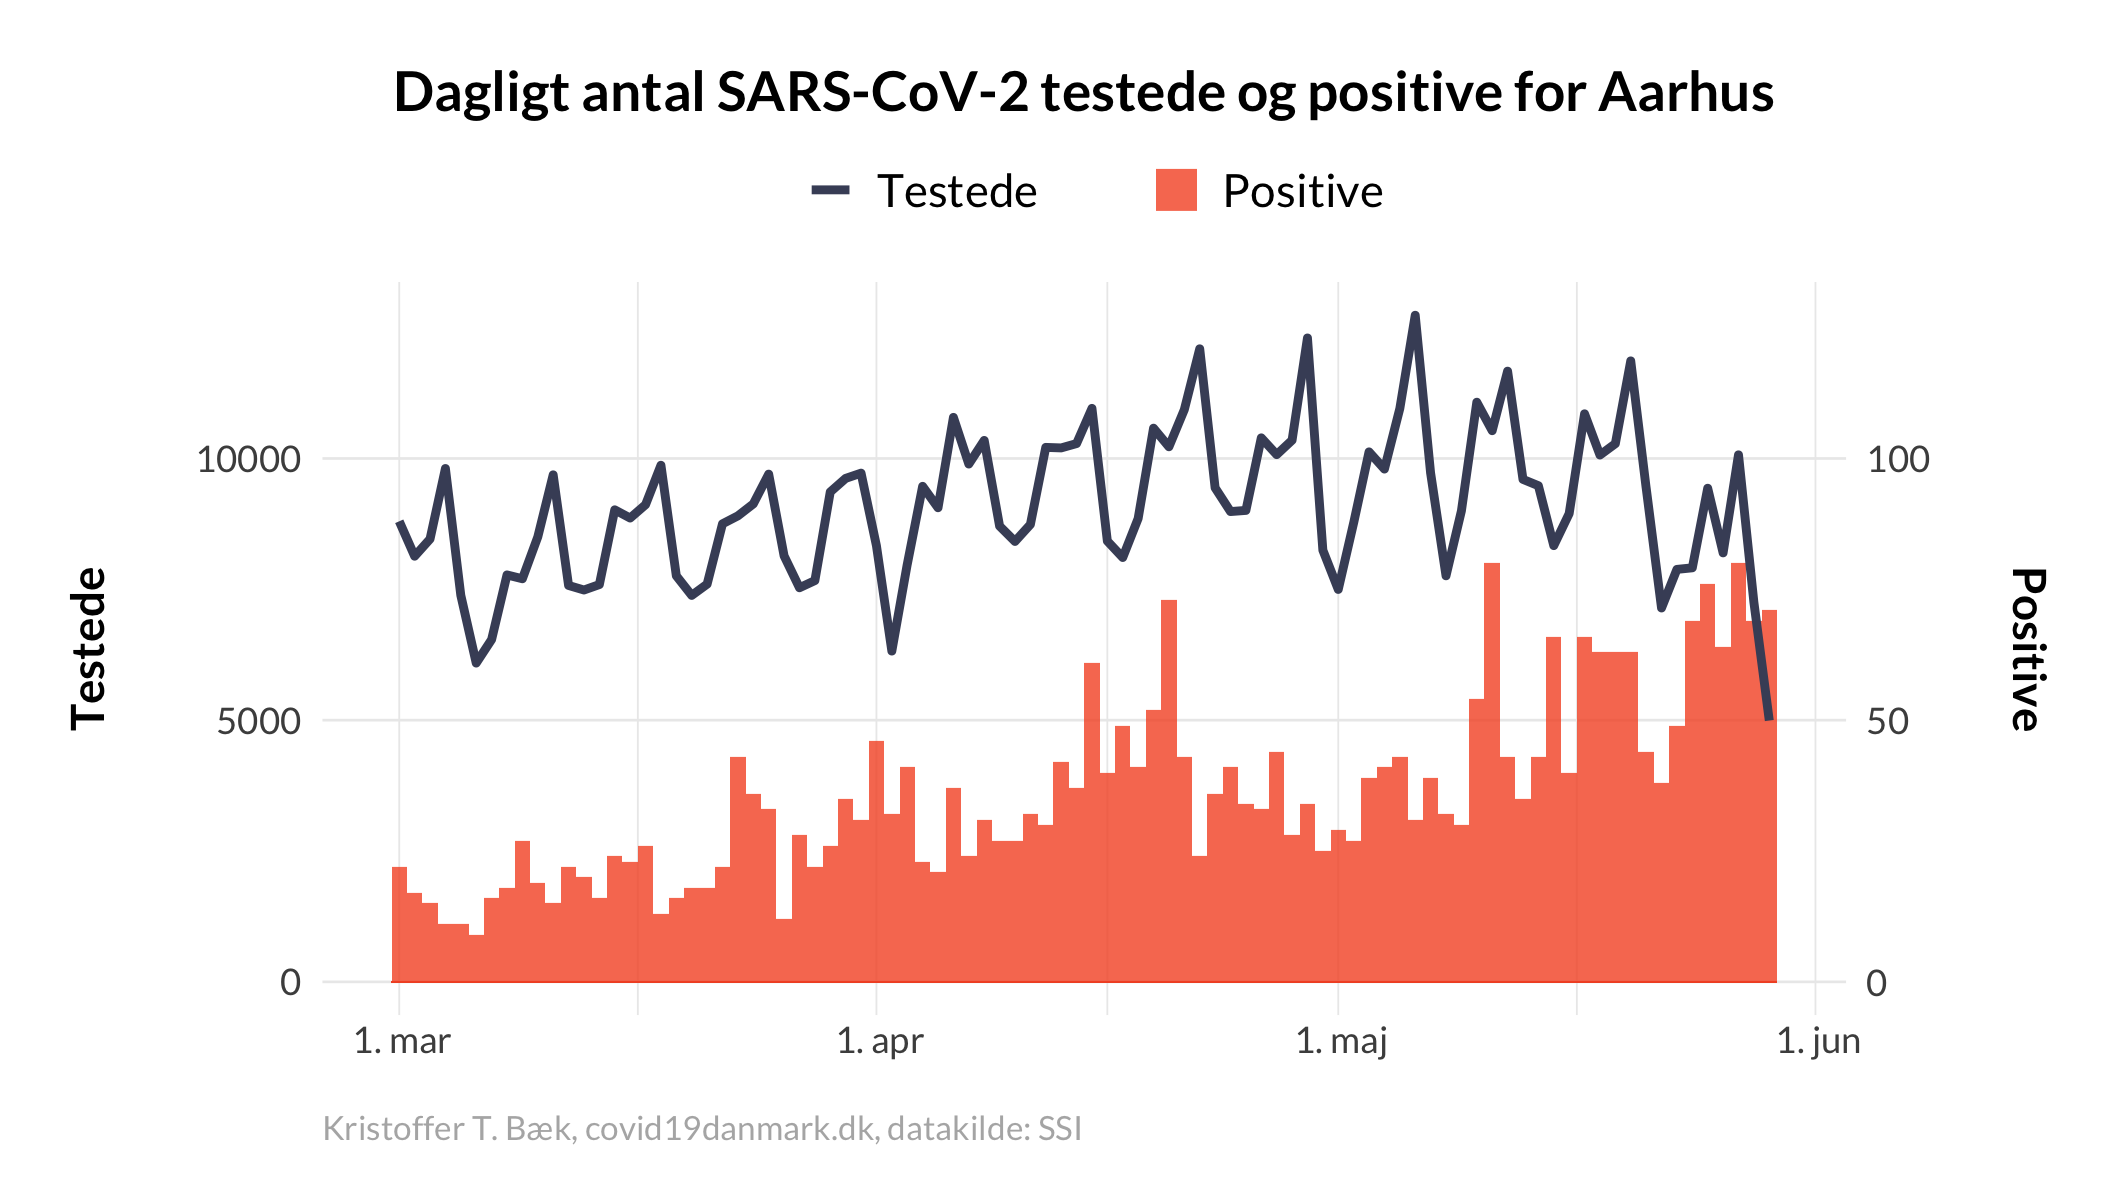 Dagligt antal SARS-CoV-2 testede og positive for Aarhus
Testede
Positive
Testede
10000
5000
0
100
50
0
Positive
1. mar
1. apr
1. maj
1. jun
Kristoffer T. Bæk, covid19danmark.dk, datakilde: SSI